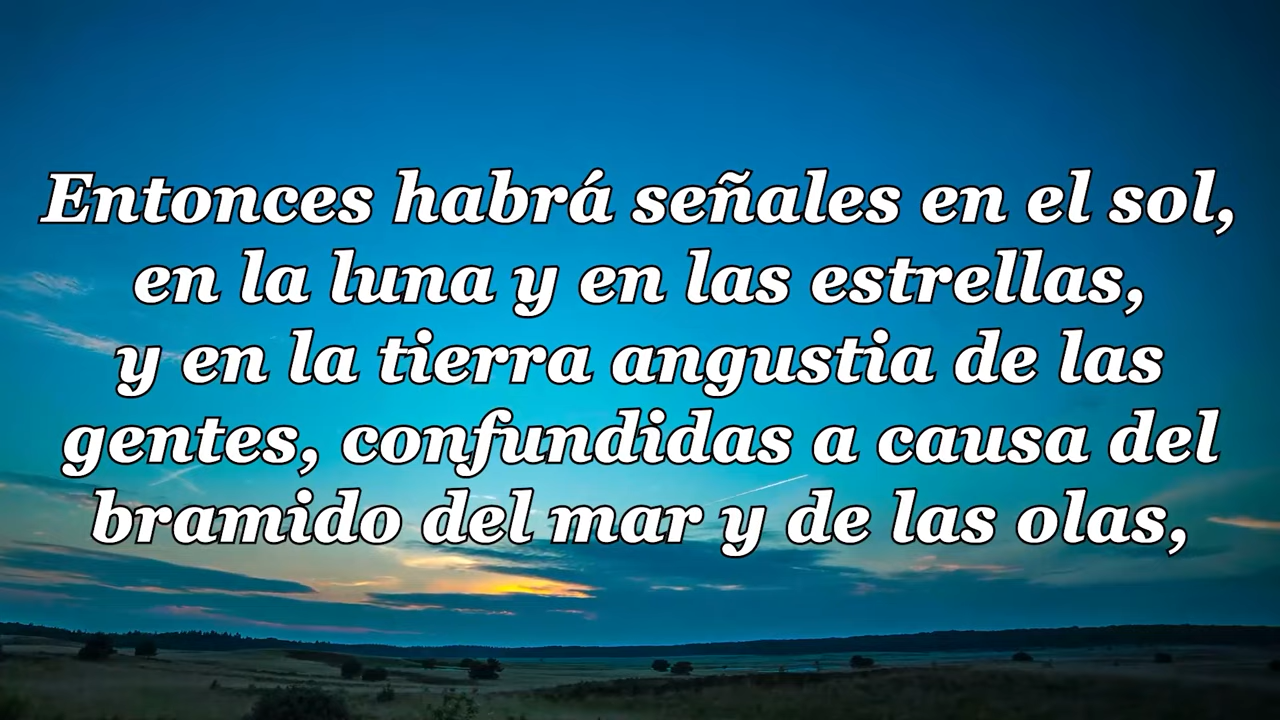 Entonces habrá señales en el sol,
en la luna y en las estrellas,
y en la tierra angustia de las
gentes, confundidas a causa del
bramido del mar y de las olas,